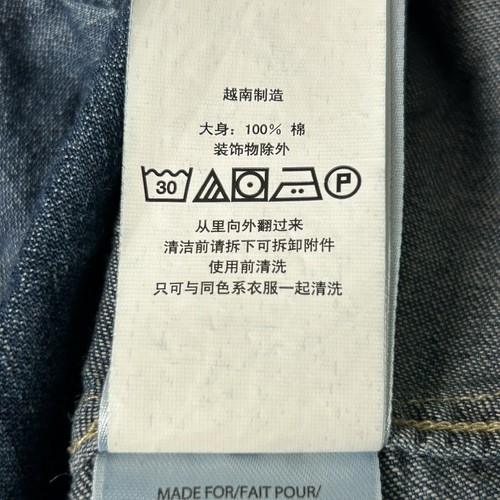 越南制造
大身: 100% 棉
装饰物除外
30 P
从里向外翻过来
清洁前请拆下可拆卸附件
使用前清洗
只可与同色系衣服一起清洗
MADE FOR/FAIT POUR/